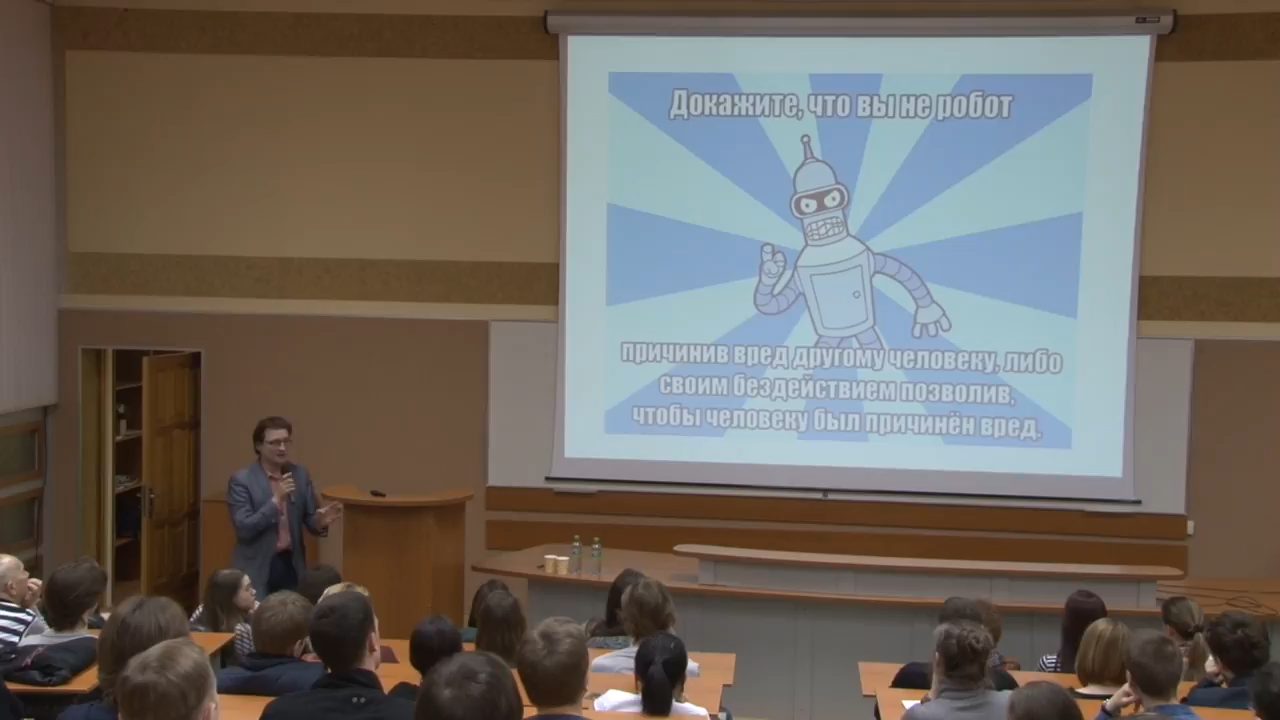 Докажите, что вы не робот
причинив вред другому человеку, либо
своим бездействием позволив,
чтобы человеку был причинён вред.